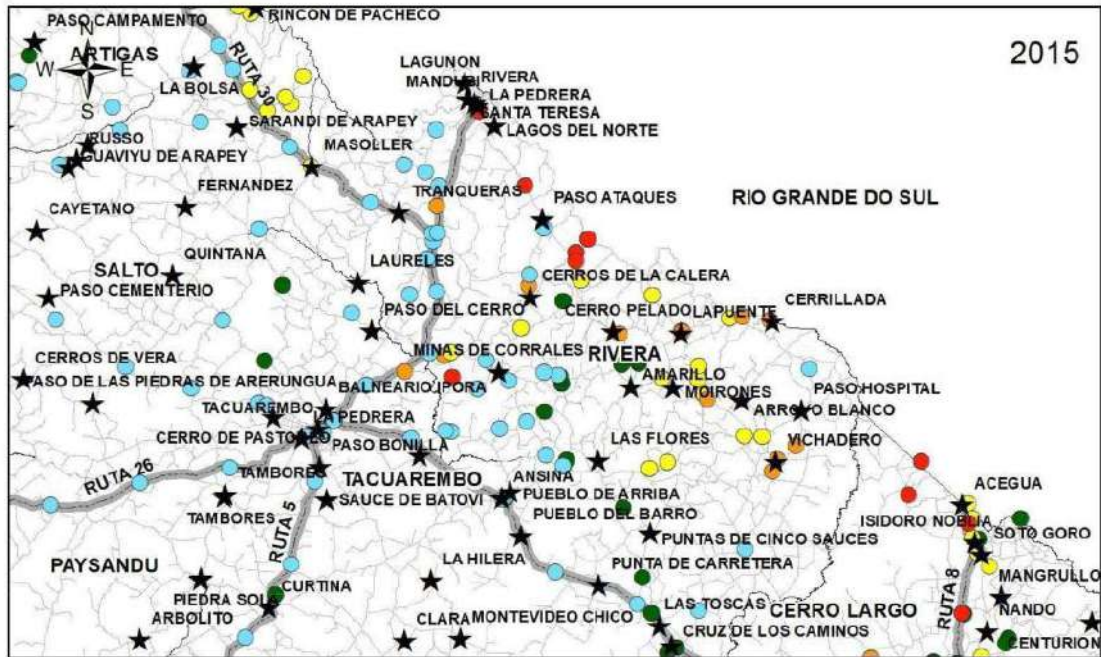 PASO CAMPAMENTO
RINCON DE PACHECO
N
ARTIGAS
W
E
S
RUTA 30
2015
LA BOLSA
LAGUNON
MANDUBI
RIVERA
LA PEDRERA
SANTA TERESA
LAGOS DEL NORTE
SARANDI DE ARAPEY
RUSSO
GUAVIYU DE ARAPEY
MASOLLER
FERNANDEZ
TRANQUERAS
PASO ATAQUES
RIO GRANDE DO SUL
CAYETANO
QUINTANA
LAURELES
SALTO
CERROS DE LA CALERA
PASO CEMENTERIO
PASO DEL CERRO
CERRO PELADO
LAPUENTE
CERRILLADA
CERROS DE VERA
MINAS DE CORRALES
RIVERA
PASO DE LAS PIEDRAS DE ARERUNGUA
BALNEARIO IPORA
AMARILLO
MOIRONES
PASO HOSPITAL
TACUAREMBO
LA PEDRERA
ARROYO BLANCO
CERRO DE PASTOREO
PASO BONILLA
LAS FLORES
VICHADERO
RUTA 26
TAMBORES
TACUAREMBO
ANSINA
ACEGUA
TAMBORES
SAUCE DE BATOVI
PUEBLO DE ARRIBA
PUEBLO DEL BARRO
ISIDORO NOBLIA
SOTO GORO
RUTA 5
PUNTAS DE CINCO SAUCES
LA HILERA
PUNTA DE CARRETERA
PAYSANDU
MANGRULLO
CURTINA
RUTA 8
PIEDRA SOLA
ARBOLITO
CLARA
MONTEVIDEO CHICO
LAS TOSCAS
CERRO LARGO
NANDO
CRUZ DE LOS CAMINOS
CENTURION